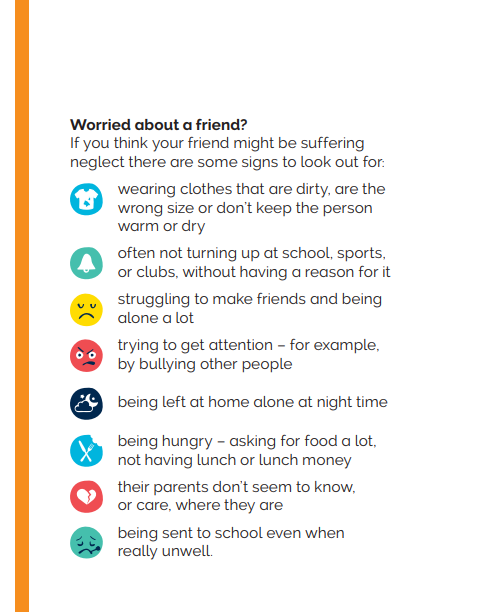 Worried about a friend?
If you think your friend might be suffering
neglect there are some signs to look out for:
wearing clothes that are dirty, are the
wrong size or don’t keep the person
warm or dry
often not turning up at school, sports,
or clubs, without having a reason for it
struggling to make friends and being
alone a lot
trying to get attention – for example,
by bullying other people
being left at home alone at night time
being hungry – asking for food a lot,
not having lunch or lunch money
their parents don’t seem to know,
or care, where they are
being sent to school even when
really unwell.